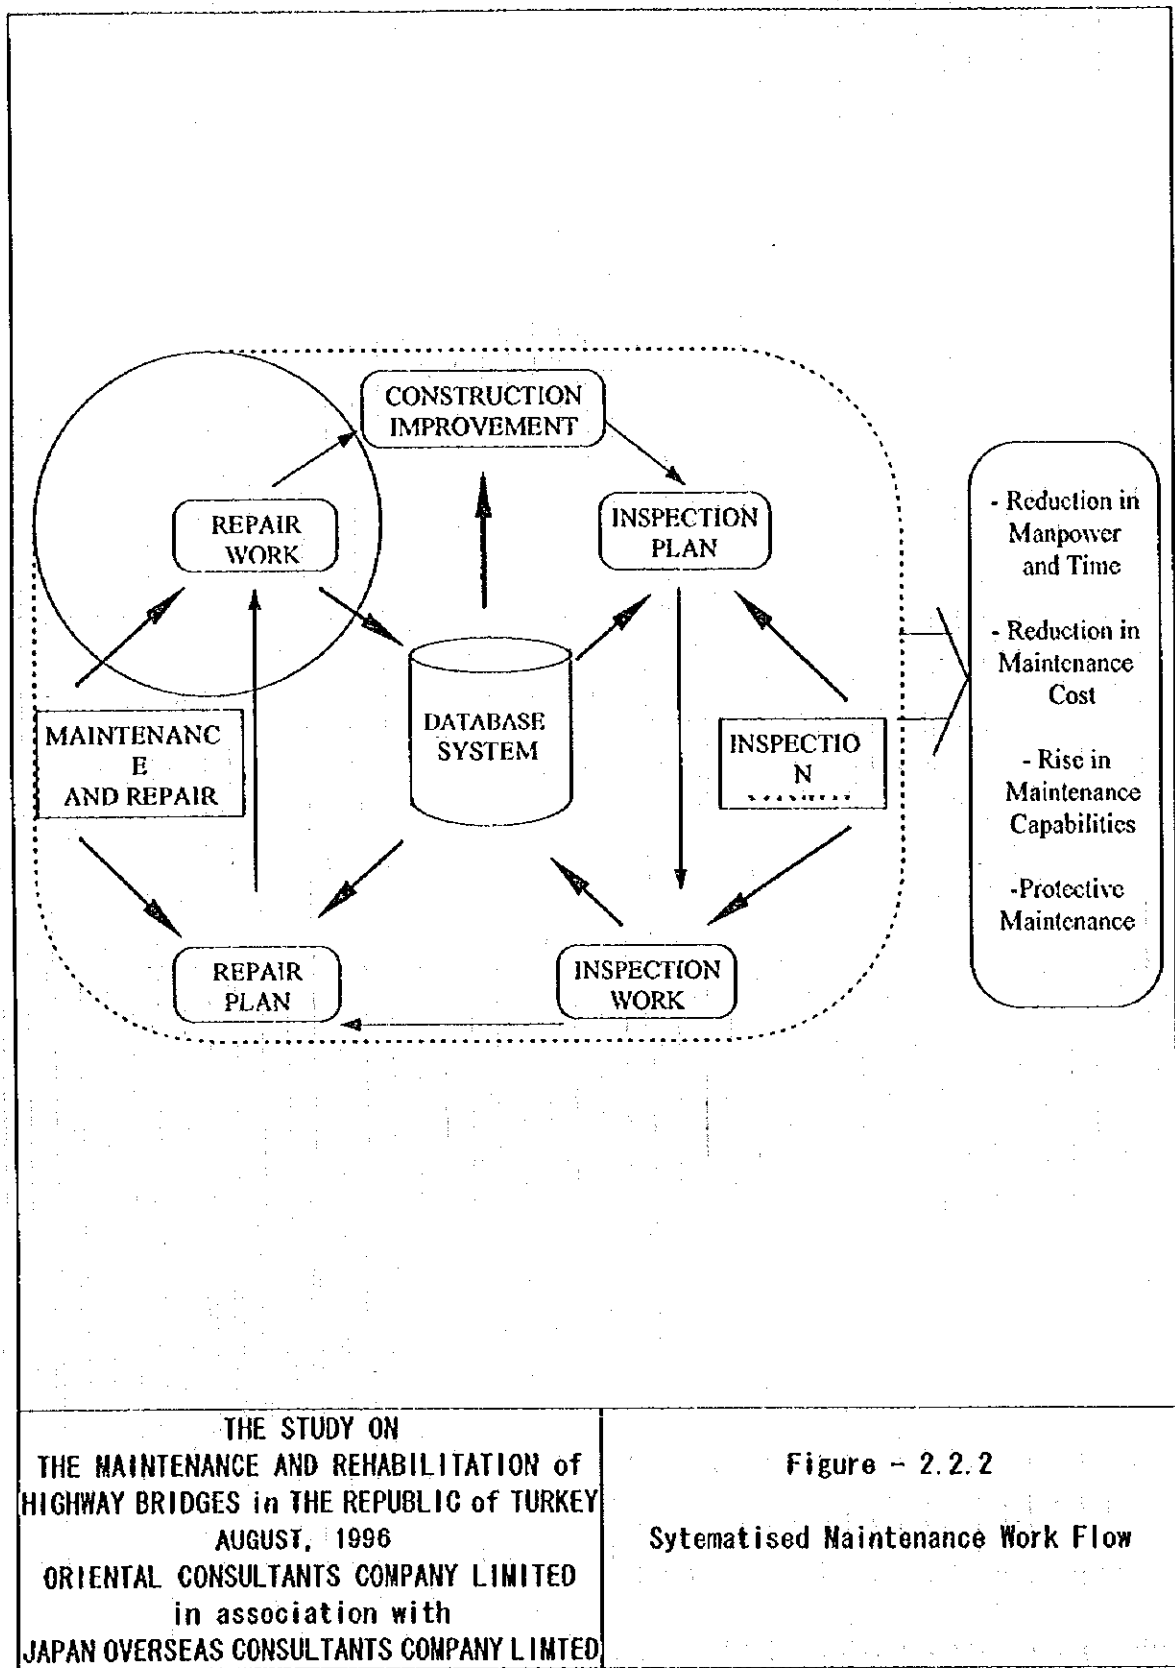 CONSTRUCTION
IMPROVEMENT
REPAIR
WORK
INSPECTION
PLAN
DATABASE
SYSTEM
MAINTENANC
E
AND REPAIR
INSPECTIO
N
REPAIR
PLAN
INSPECTION
WORK
- Reduction in
Manpower
and Time
- Reduction in
Maintenance
Cost
- Rise in
Maintenance
Capabilities
-Protective
Maintenance
THE STUDY ON
THE MAINTENANCE AND REHABILITATION of
HIGHWAY BRIDGES in THE REPUBLIC of TURKEY
AUGUST, 1996
ORIENTAL CONSULTANTS COMPANY LIMITED
in association with
JAPAN OVERSEAS CONSULTANTS COMPANY LIMTED
Figure - 2.2.2
Sytematised Maintenance Work Flow